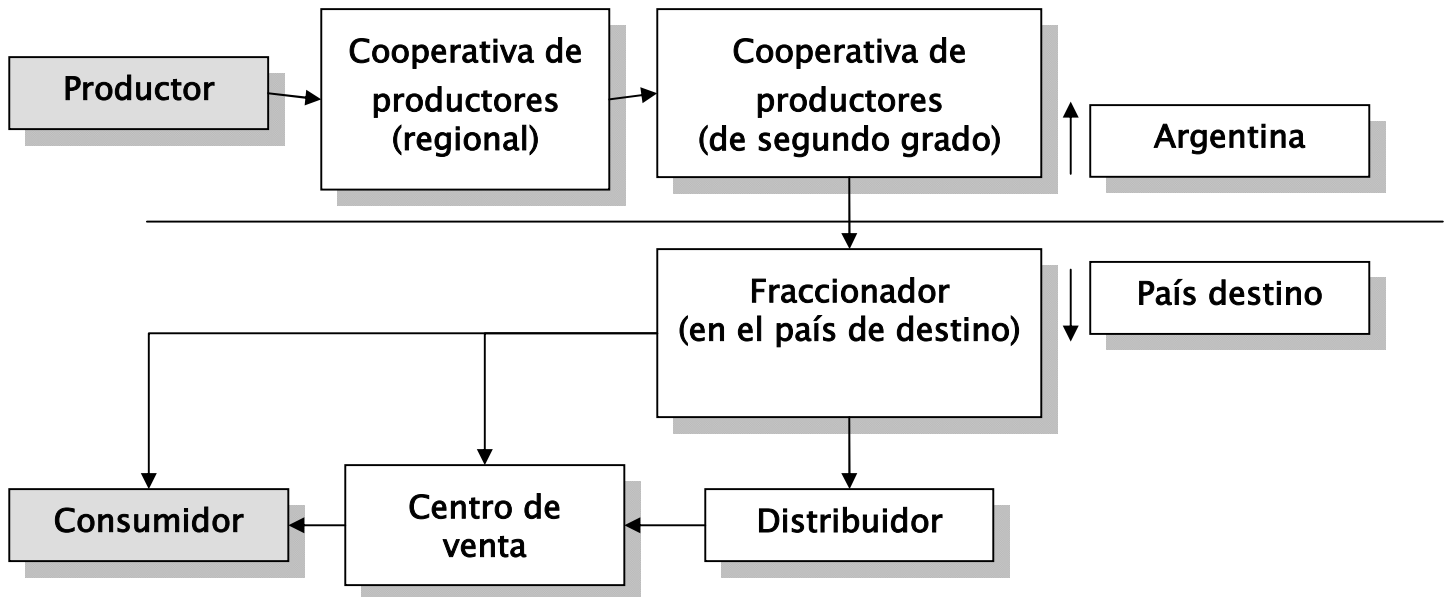 Productor
Cooperativa de
productores
(regional)
Cooperativa de
productores
(de segundo grado)
Argentina
Fraccionador
(en el país de destino)
País destino
Consumidor
Centro de
venta
Distribuidor